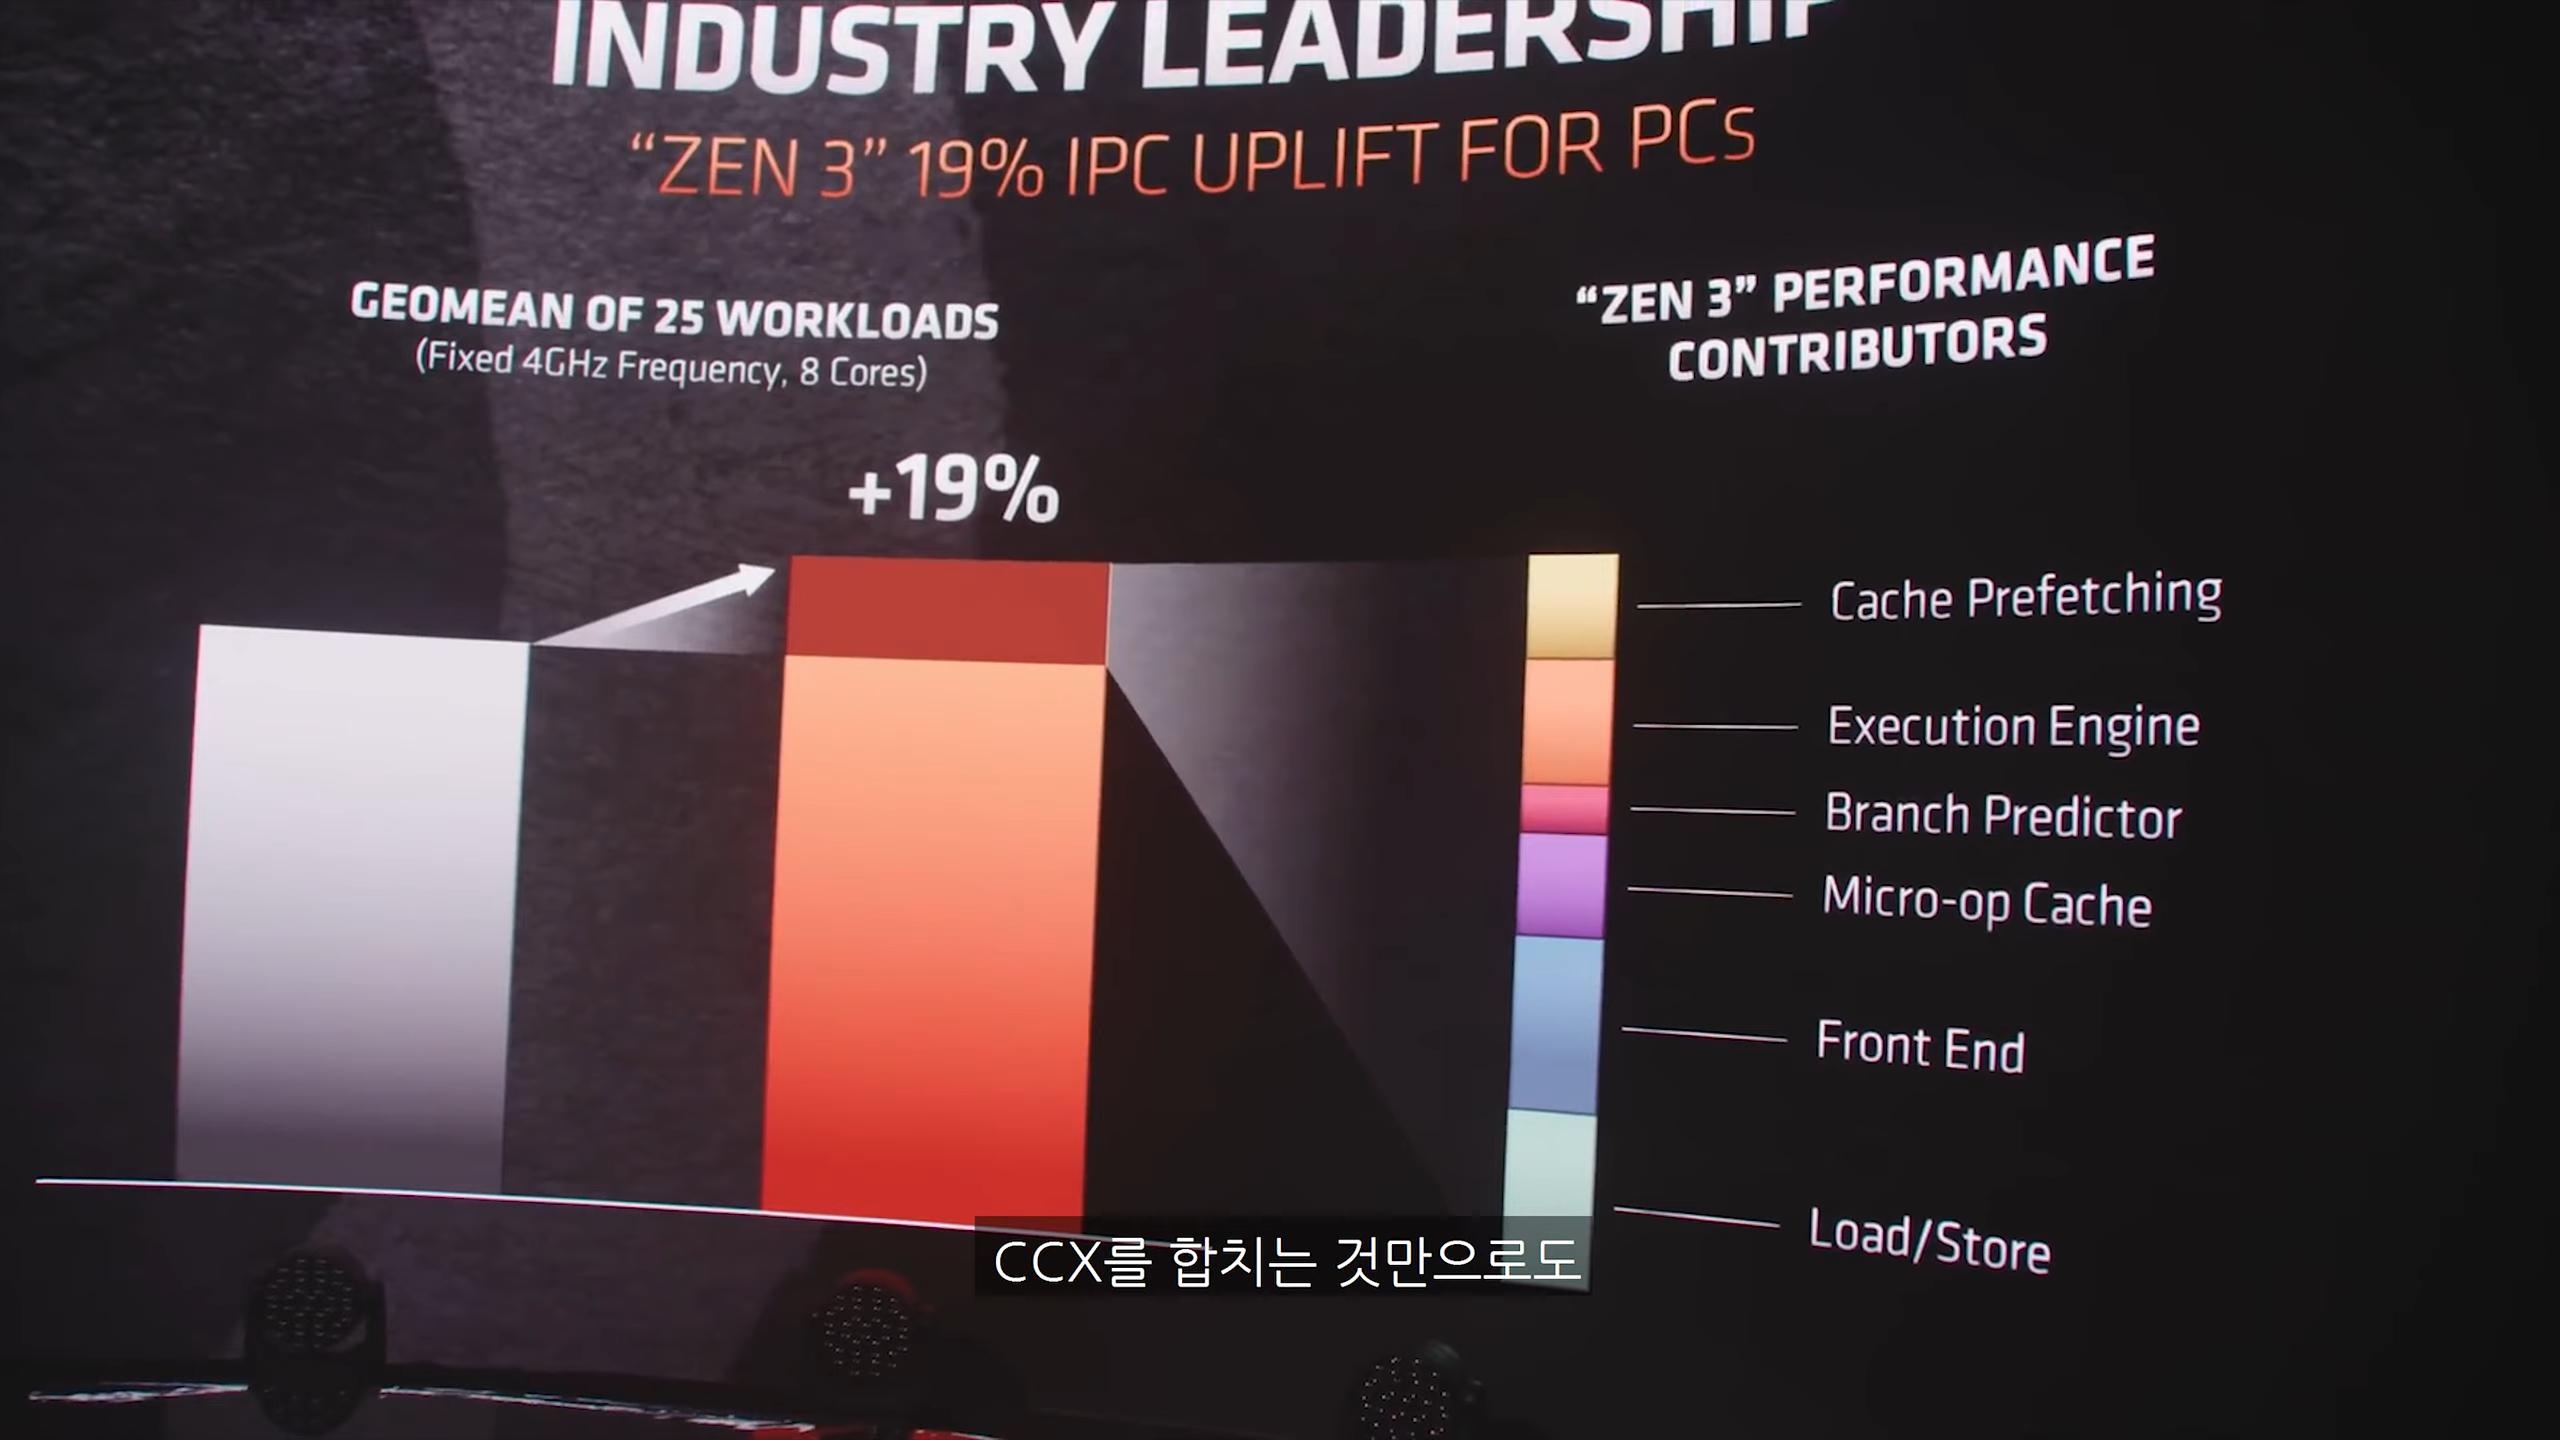 INDUSTRY LEADERSHIP
“ZEN 3” 19% IPC UPLIFT FOR PCs
GEOMEAN OF 25 WORKLOADS
(Fixed 4GHz Frequency, 8 Cores)
+19%
“ZEN 3” PERFORMANCE
CONTRIBUTORS
Cache Prefetching
Execution Engine
Branch Predictor
Micro-op Cache
Front End
Load/Store
CCX를 합치는 것만으로도